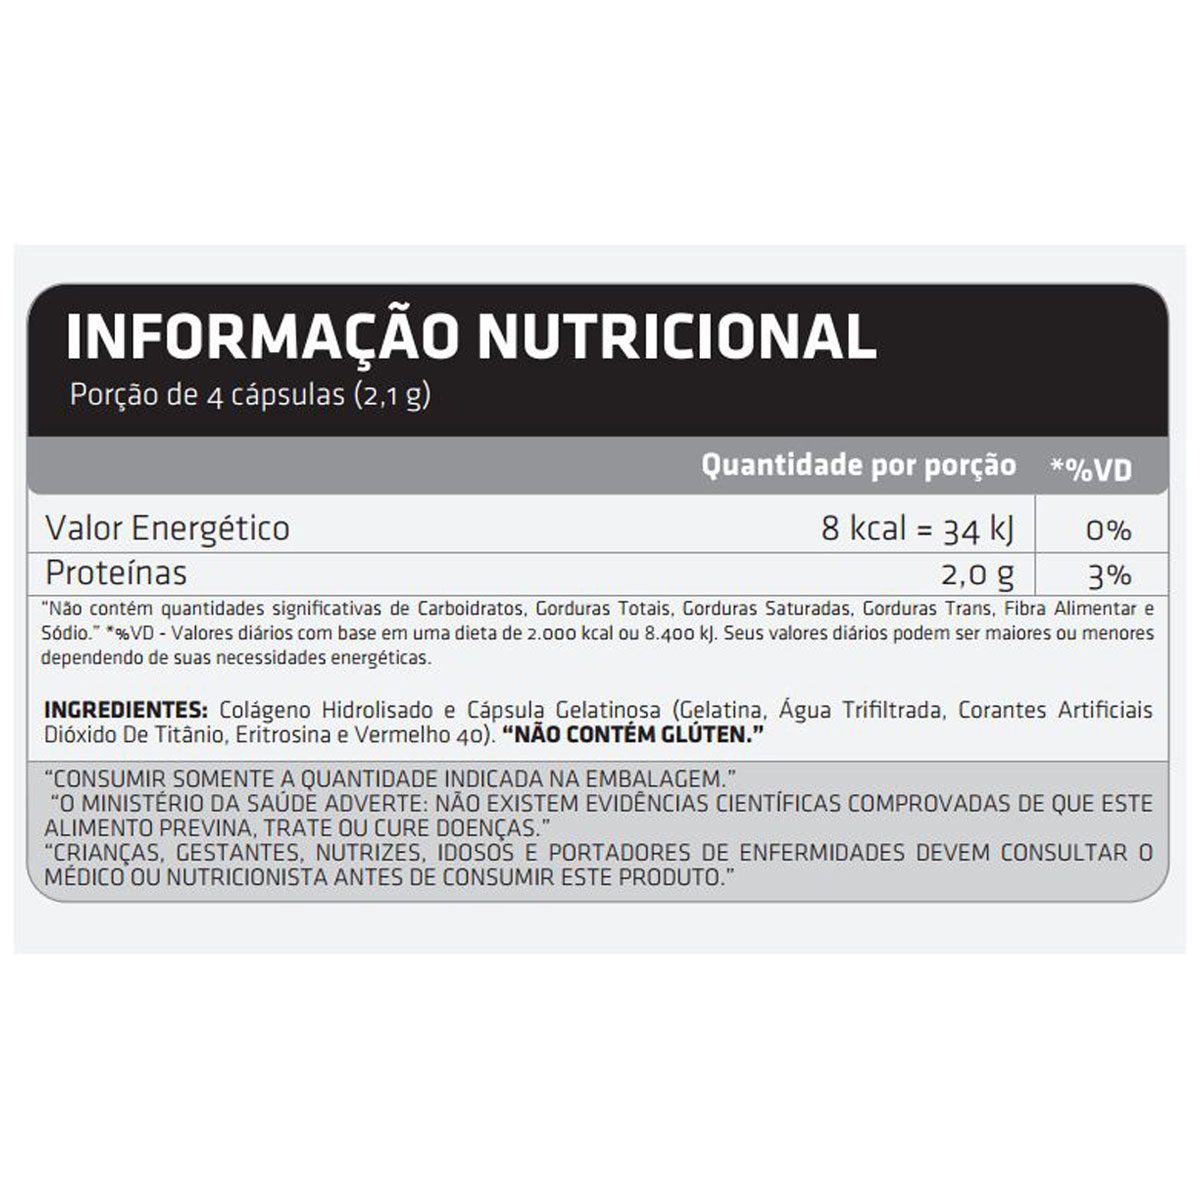 INFORMAÇÃO NUTRICIONAL
Porção de 4 cápsulas (2,1 g)
Quantidade por porção *%VD
Valor Energético 8 kcal = 34 kJ 0%
Proteínas 2,0 g 3%
"Não contém quantidades significativas de Carboidratos, Gorduras Totais, Gorduras Saturadas, Gorduras Trans, Fibra Alimentar e
Sódio." *%VD - Valores diários com base em uma dieta de 2.000 kcal ou 8.400 kJ. Seus valores diários podem ser maiores ou menores
dependendo de suas necessidades energéticas.
INGREDIENTES: Colágeno Hidrolisado e Cápsula Gelatinosa (Gelatina, Água Trifiltrada, Corantes Artificiais
Dióxido De Titânio, Eritrosina e Vermelho 40). "NÃO CONTÉM GLÚTEN."
"CONSUMIR SOMENTE A QUANTIDADE INDICADA NA EMBALAGEM."
"O MINISTÉRIO DA SAÚDE ADVERTE: NÃO EXISTEM EVIDÊNCIAS CIENTÍFICAS COMPROVADAS DE QUE ESTE
ALIMENTO PREVINA, TRATE OU CURE DOENÇAS."
"CRIANÇAS, GESTANTES, NUTRIZES, IDOSOS E PORTADORES DE ENFERMIDADES DEVEM CONSULTAR O
MÉDICO OU NUTRICIONISTA ANTES DE CONSUMIR ESTE PRODUTO."